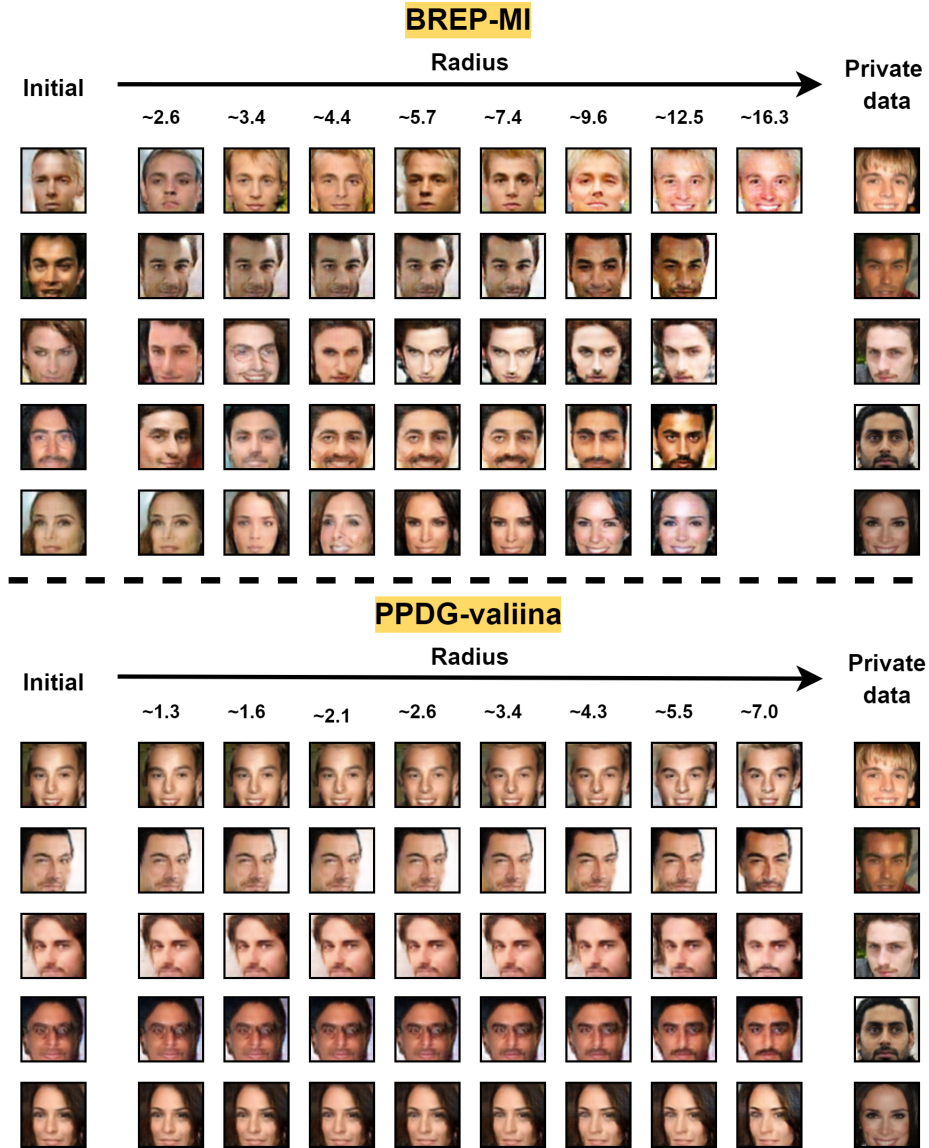 BREP-MI
Radius
Initial
Private
data
~2.6 ~3.4 ~4.4 ~5.7 ~7.4 ~9.6 ~12.5 ~16.3
PPDG-valiina
Radius
Initial
Private
data
~1.3 ~1.6 ~2.1 ~2.6 ~3.4 ~4.3 ~5.5 ~7.0